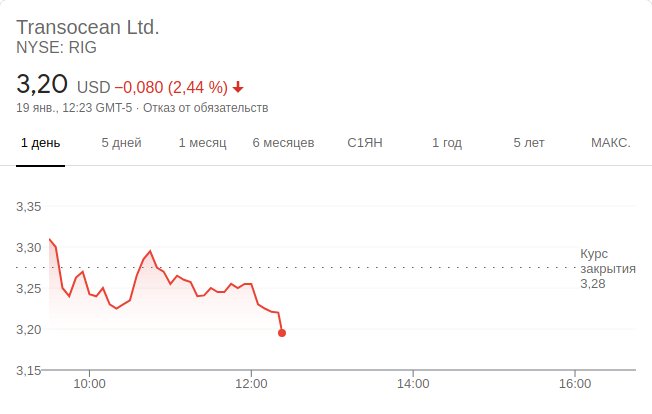 Transocean Ltd.
NYSE: RIG
3,20 USD −0,080 (2,44 %)
19 янв., 12:23 GMT-5 · Отказ от обязательств
1 день 5 дней 1 месяц 6 месяцев С1ЯН 1 год 5 лет МАКС.
3,35
3,30
Курс
закрытия
3,28
3,25
3,20
3,15
10:00 12:00 14:00 16:00